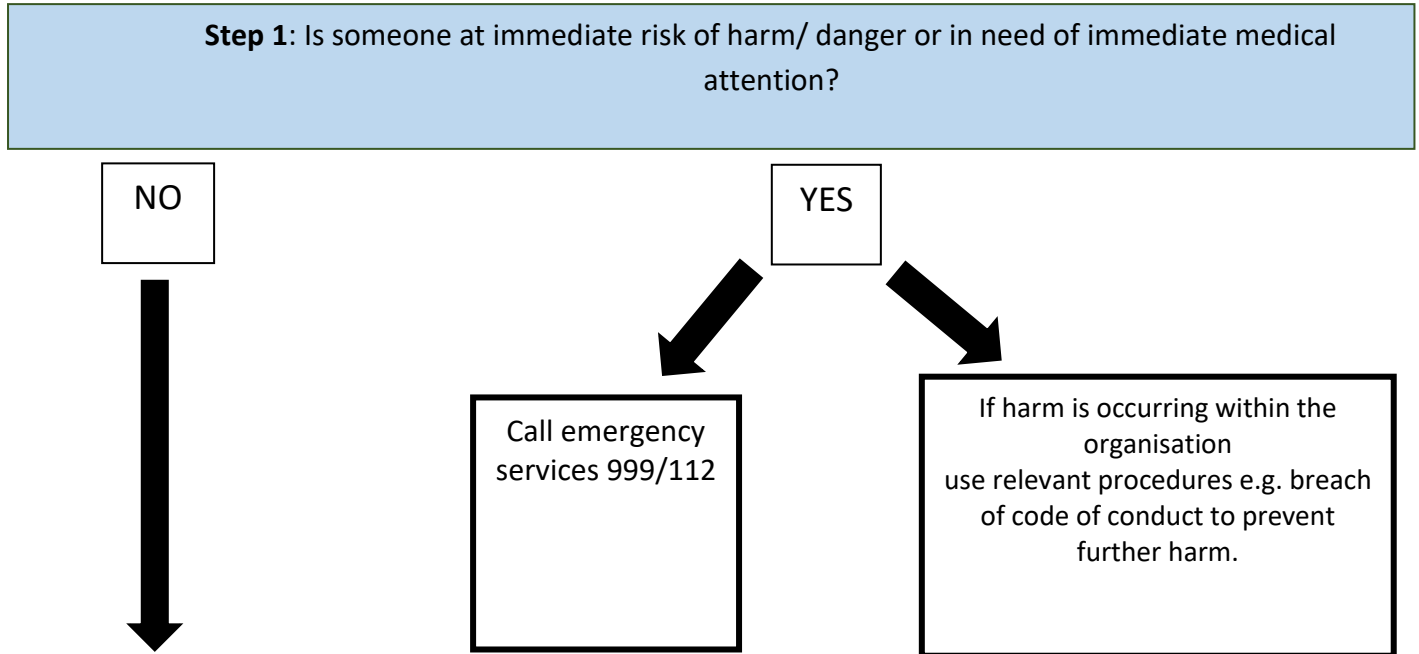 Step 1: Is someone at immediate risk of harm/ danger or in need of immediate medical
attention?
NO
YES
Call emergency
services 999/112
If harm is occurring within the
organisation
use relevant procedures e.g. breach
of code of conduct to prevent
further harm.